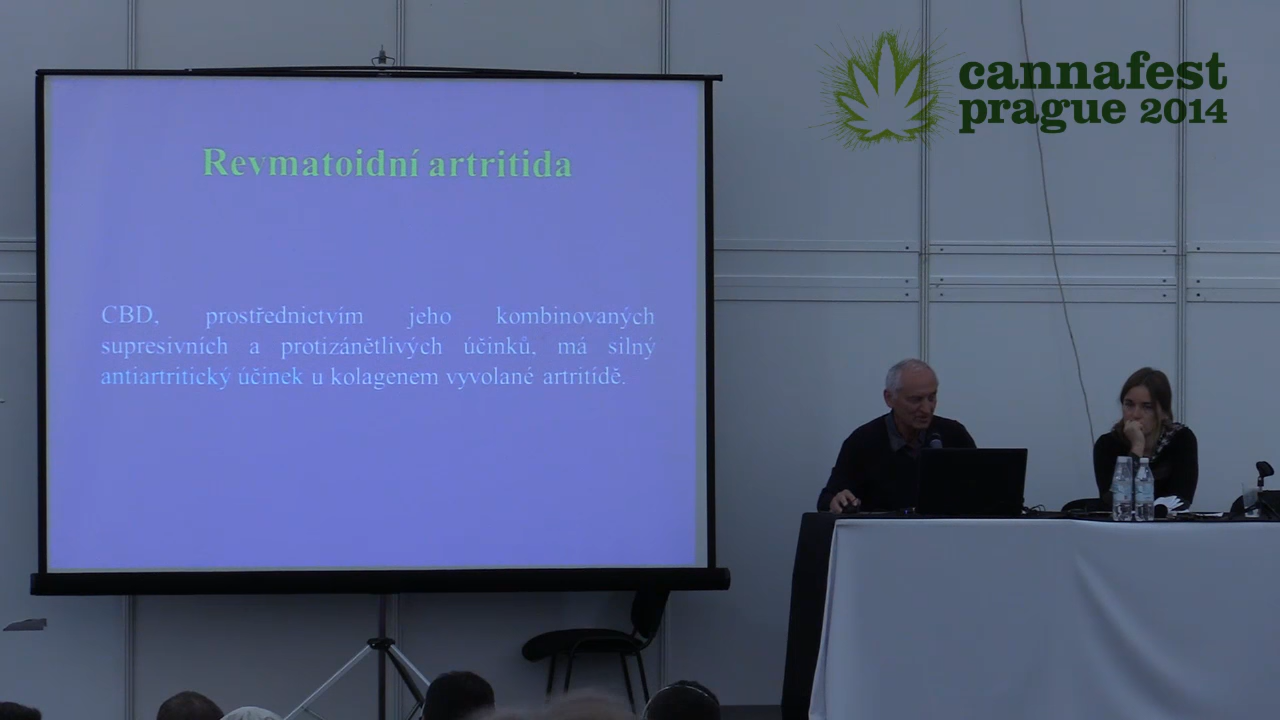 cannafest
prague 2014
Revmatoidní artritida
CBD, prostřednictvím jeho kombinovaných
supresivních a protizánětlivých účinků, má silný
antiartritický účinek u kolagenem vyvolané artritídě.